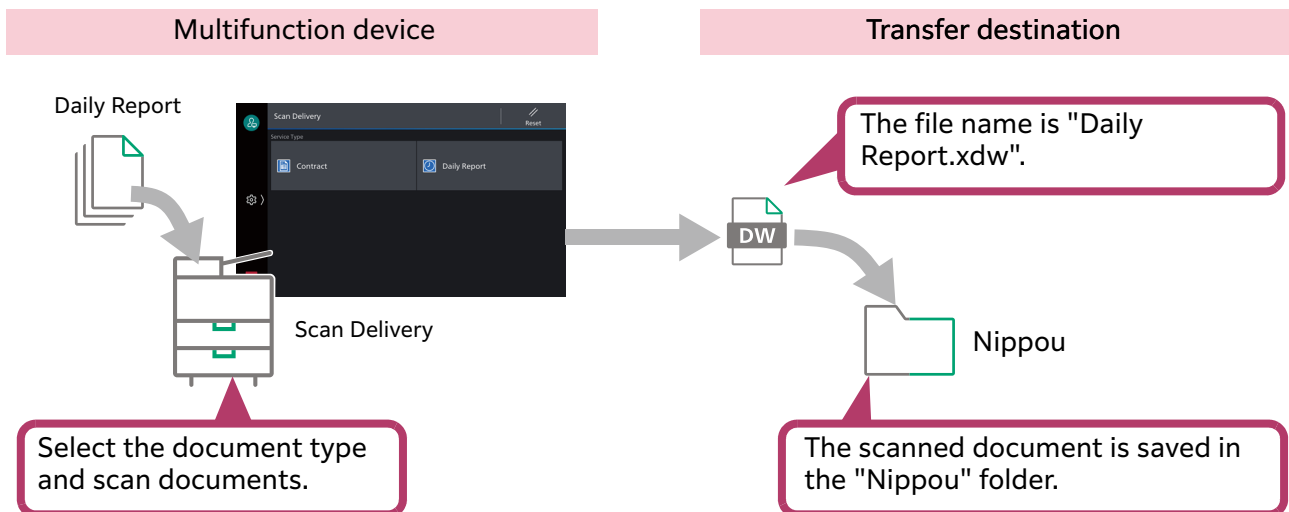 Multifunction device
Transfer destination
Daily Report
Scan Delivery
Reset
Service Type
Contract
Daily Report
The file name is "Daily
Report.xdw".
DW
Scan Delivery
Nippou
Select the document type
and scan documents.
The scanned document is saved in
the "Nippou" folder.